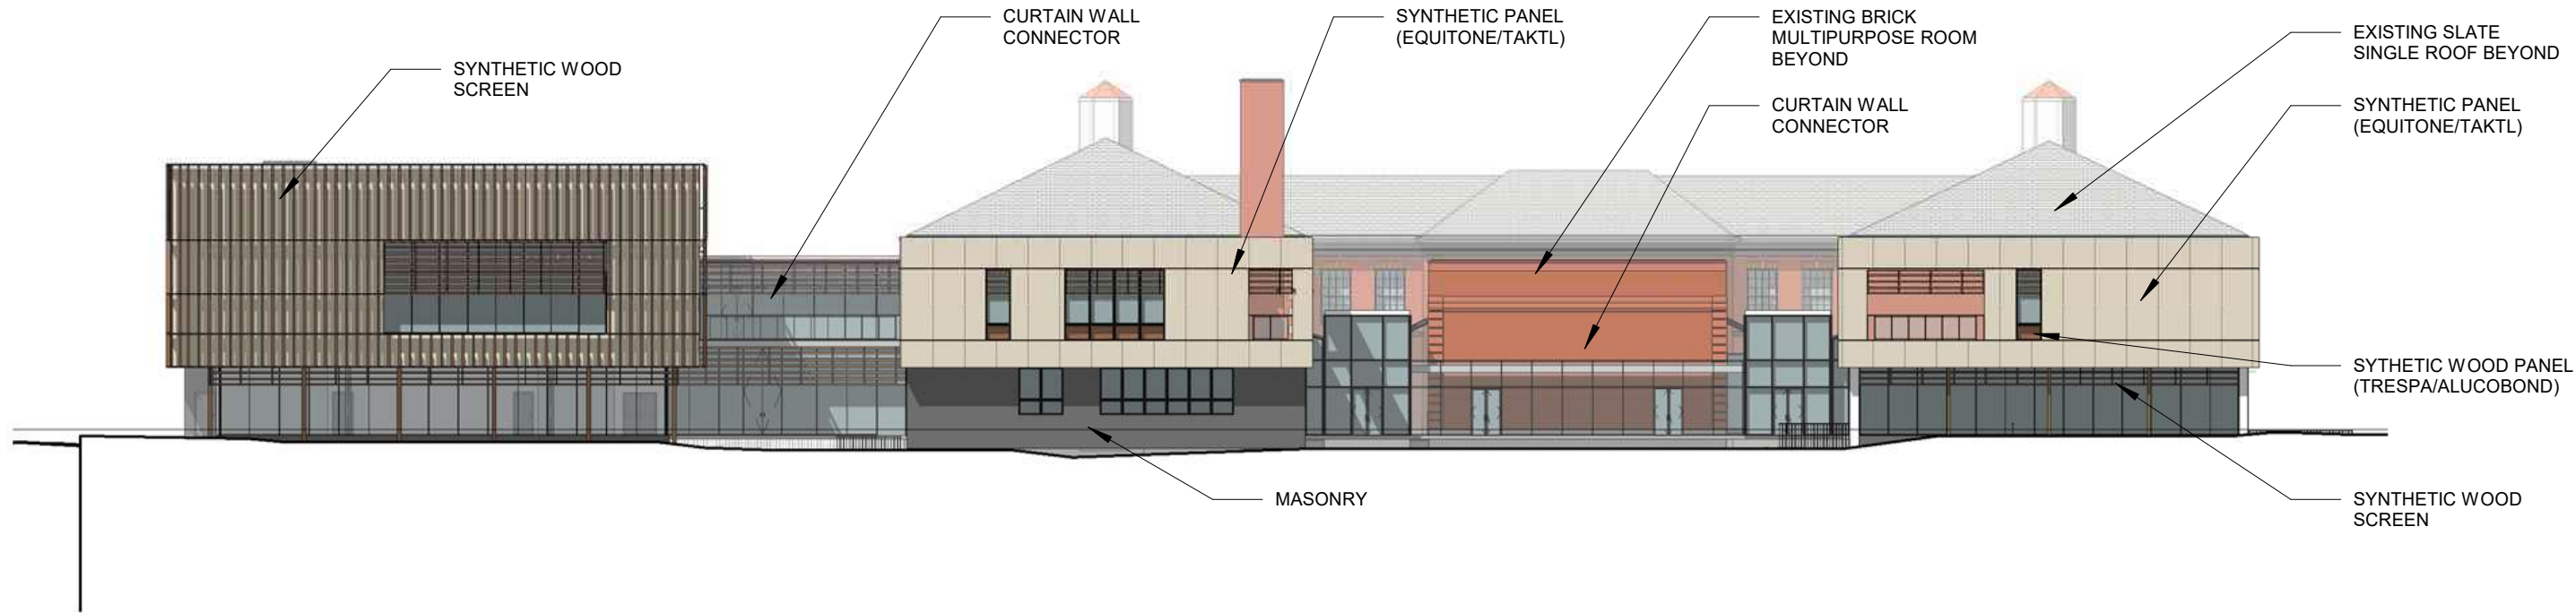 SYNTHETIC WOOD
SCREEN
CURTAIN WALL
CONNECTOR
SYNTHETIC PANEL
(EQUITONE/TAKTL)
EXISTING BRICK
MULTIPURPOSE ROOM
BEYOND
CURTAIN WALL
CONNECTOR
EXISTING SLATE
SINGLE ROOF BEYOND
SYNTHETIC PANEL
(EQUITONE/TAKTL)
SYTHETIC WOOD PANEL
(TRESPA/ALUCOBOND)
SYNTHETIC WOOD
SCREEN
MASONRY